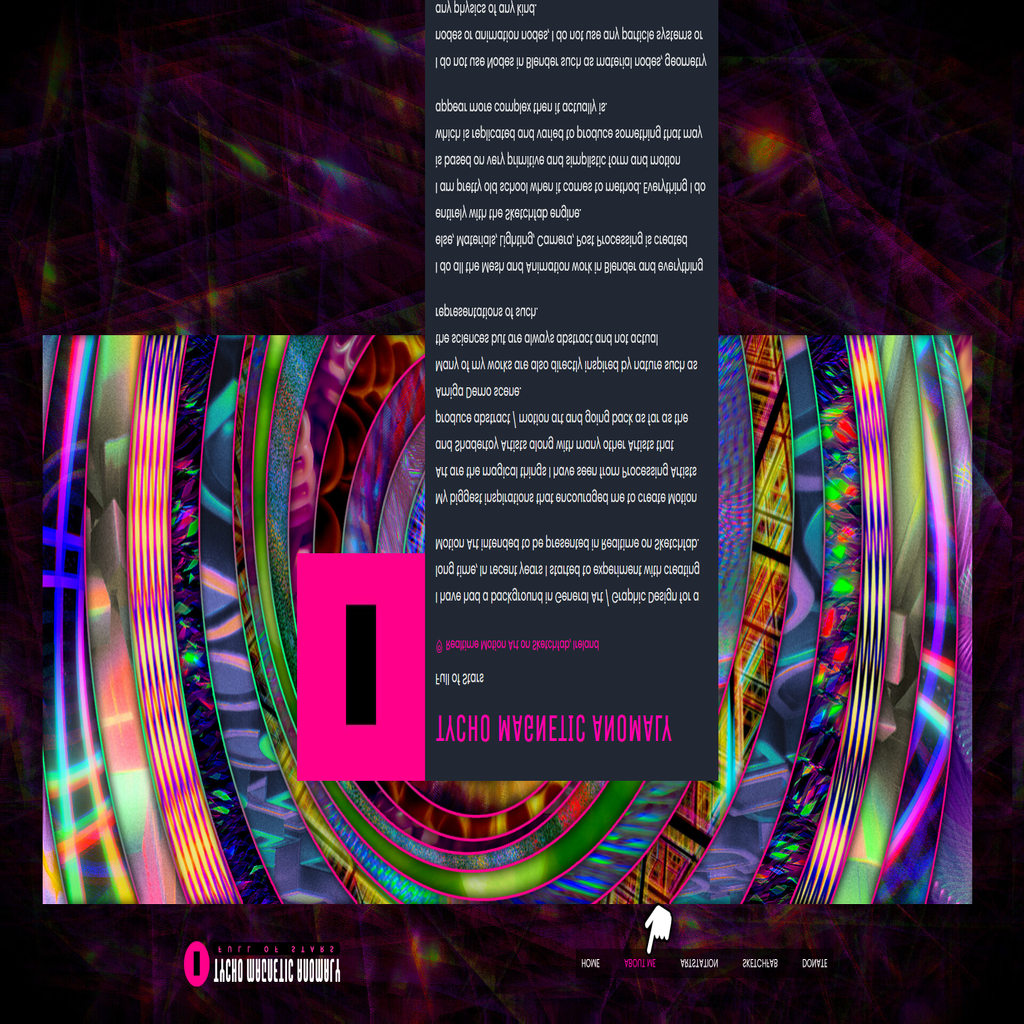 FULL OF STARS
TYCHO MAGNETIC ANOMALY
HOME
ABOUT ME
ARTSTATION
SKETCHFAB
DONATE
TYCHO MAGNETIC ANOMALY
Full of Stars
© Realtime Motion Art on Sketchfab, Ireland
I have had a background in General Art / Graphic Design for a
long time, in recent years I started to experiment with creating
Motion Art intended to be presented in Realtime on Sketchfab.
My biggest inspirations that encouraged me to create Motion
Art are the magical things I have seen from Processing Artists
and Shadertoy Artists along with many other Artists that
produce abstract / motion art and going back as far as the
Amiga Demo scene.
Many of my works are also directly inspired by nature such as
the sciences but are always abstract and not actual
representations of such.
I do all the Mesh and Animation work in Blender and everything
else, Materials, Lighting, Camera, Post Processing is created
entirely with the Sketchfab engine.
I am pretty old school when it comes to method. Everything I do
is based on very primitive and simplistic form and motion
which is replicated and varied to produce something that may
appear more complex then it actually is.
I do not use Nodes in Blender such as material nodes, geometry
nodes or animation nodes, I do not use any particle systems or
any physics of any kind.